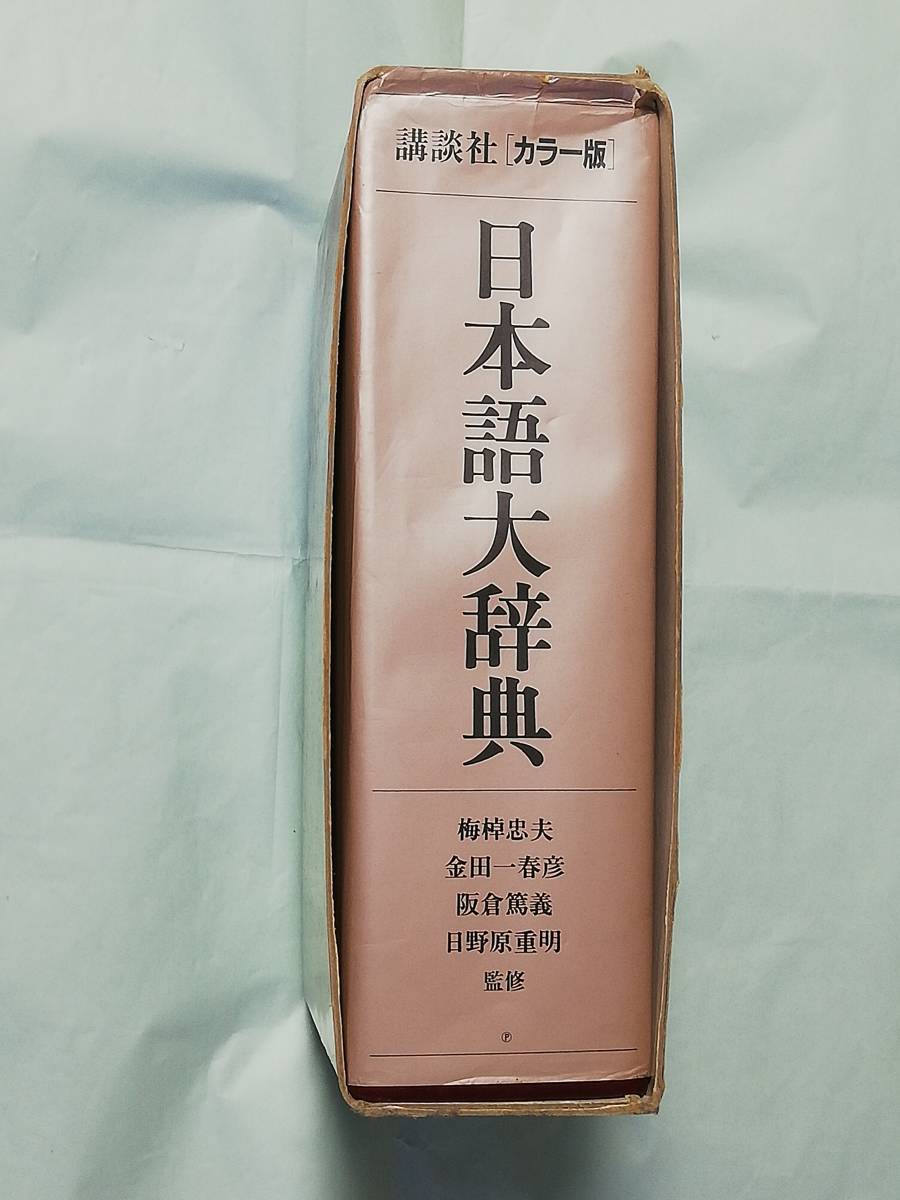 講談社［カラー版］
日本語大辞典
梅棹忠夫
金田一春彦
阪倉篤義
日野原重明
監修
Ⓟ